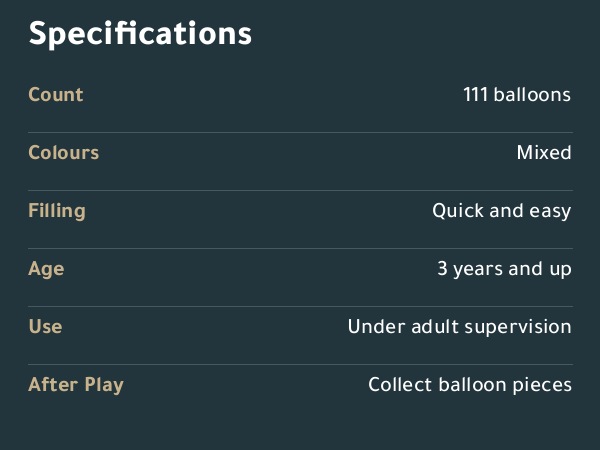 Specifications
Count 111 balloons
Colours Mixed
Filling Quick and easy
Age 3 years and up
Use Under adult supervision
After Play Collect balloon pieces